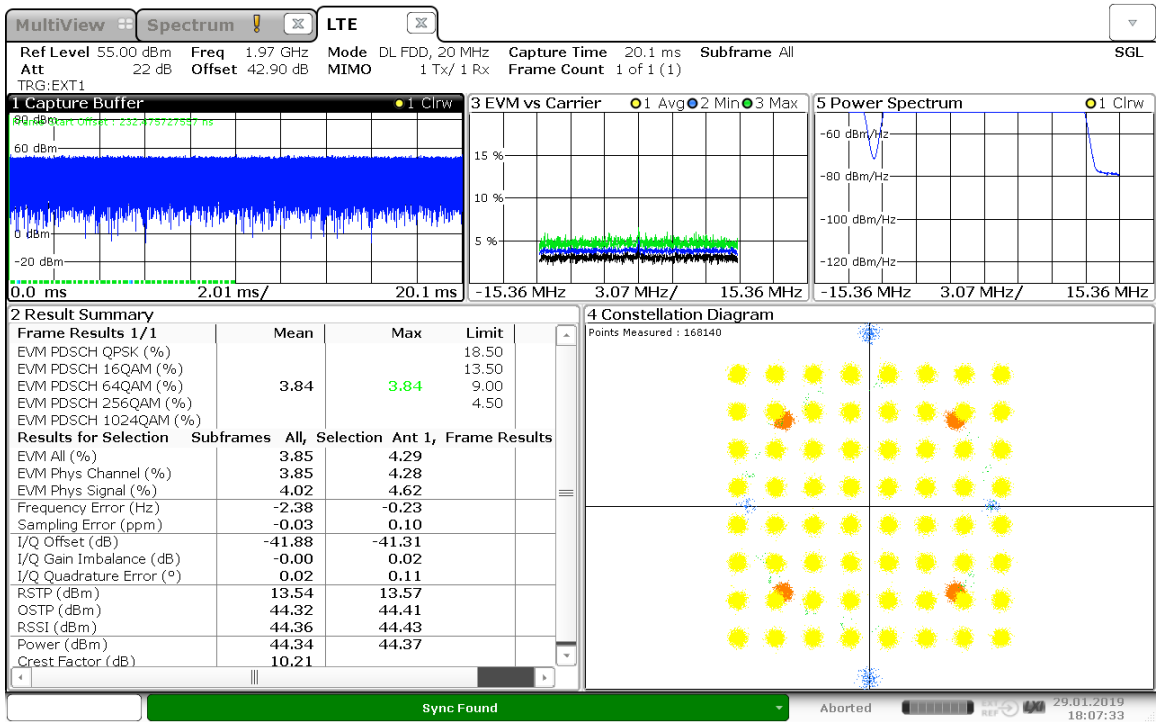 MultiView
Spectrum
LTE
Ref Level 55.00 dBm Freq 1.97 GHz Mode DL FDD, 20 MHz Capture Time 20.1 ms Subframe All SGL
Att 22 dB Offset 42.90 dB MIMO 1 Tx/ 1 Rx Frame Count 1 of 1 (1)
TRG:EXT1
1 Capture Buffer 1 Clrw
80 dBm
Frame Start Offset : 232.475727557 ns
60 dBm
0 dBm
-20 dBm
0.0 ms 2.01 ms/ 20.1 ms
3 EVM vs Carrier 1 Avg 2 Min 3 Max
15 %
10 %
5 %
-15.36 MHz 3.07 MHz/ 15.36 MHz
5 Power Spectrum 1 Clrw
-60 dBm/Hz
-80 dBm/Hz
-100 dBm/Hz
-120 dBm/Hz
-15.36 MHz 3.07 MHz/ 15.36 MHz
2 Result Summary
Frame Results 1/1 Mean Max Limit
EVM PDSCH QPSK (%) 18.50
EVM PDSCH 16QAM (%) 13.50
EVM PDSCH 64QAM (%) 3.84 3.84 9.00
EVM PDSCH 256QAM (%) 4.50
EVM PDSCH 1024QAM (%)
Results for Selection Subframes All, Selection Ant 1, Frame Results
EVM All (%) 3.85 4.29
EVM Phys Channel (%) 3.85 4.28
EVM Phys Signal (%) 4.02 4.62
Frequency Error (Hz) -2.38 -0.23
Sampling Error (ppm) -0.03 0.10
I/Q Offset (dB) -41.88 -41.31
I/Q Gain Imbalance (dB) -0.00 0.02
I/Q Quadrature Error (°) 0.02 0.11
RSTP (dBm) 13.54 13.57
OSTP (dBm) 44.32 44.41
RSSI (dBm) 44.36 44.43
Power (dBm) 44.34 44.37
Crest Factor (dB) 10.21
4 Constellation Diagram
Points Measured : 168140
Sync Found
Aborted
EXT
REF
LXI
29.01.2019
18:07:33